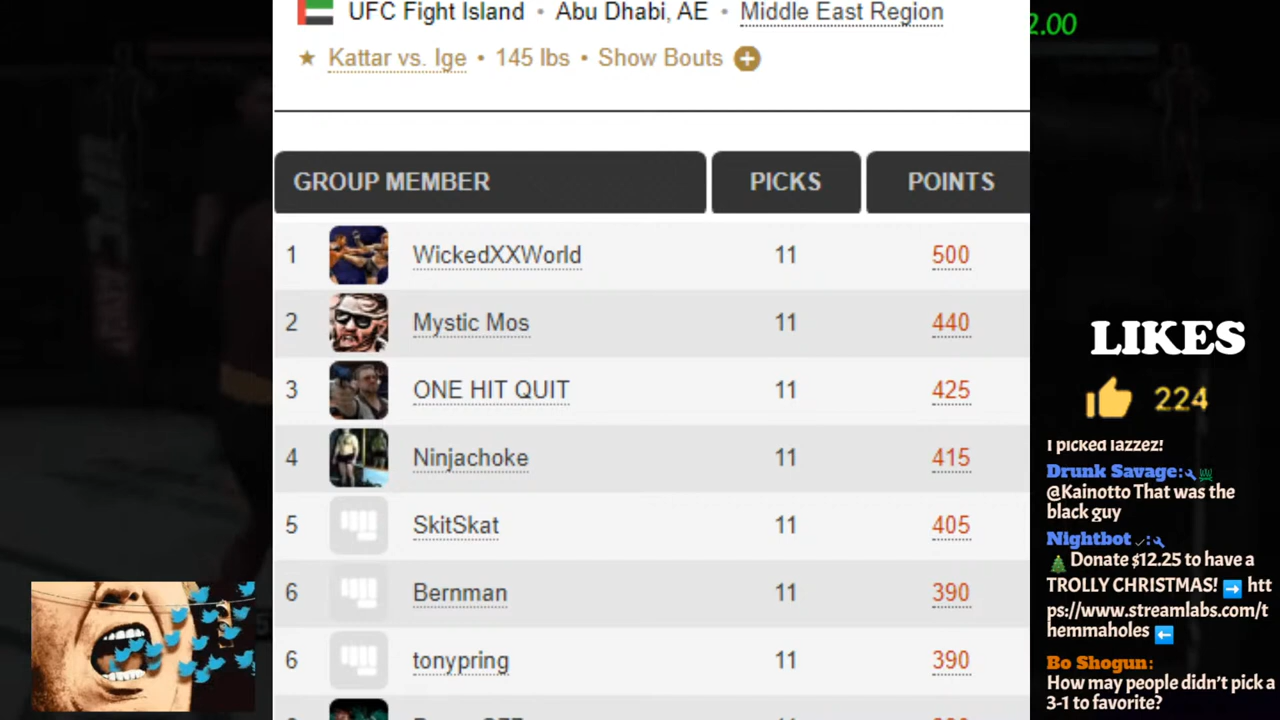 UFC Fight Island • Abu Dhabi, AE • Middle East Region
★ Kattar vs. Ige • 145 lbs • Show Bouts +
GROUP MEMBER PICKS POINTS
1 WickedXXWorld 11 500
2 Mystic Mos 11 440
3 ONE HIT QUIT 11 425
4 Ninjachoke 11 415
5 SkitSkat 11 405
6 Bernman 11 390
6 tonypring 11 390
2.00
LIKES
224
I picked lazzez!
Drunk Savage:
@Kainotto That was the
black guy
Nightbot ✓:
🎄 Donate $12.25 to have a
TROLLY CHRISTMAS! ➡ htt
ps://www.streamlabs.com/t
hemmaholes ⬅
Bo Shogun:
How may people didn't pick a
3-1 to favorite?